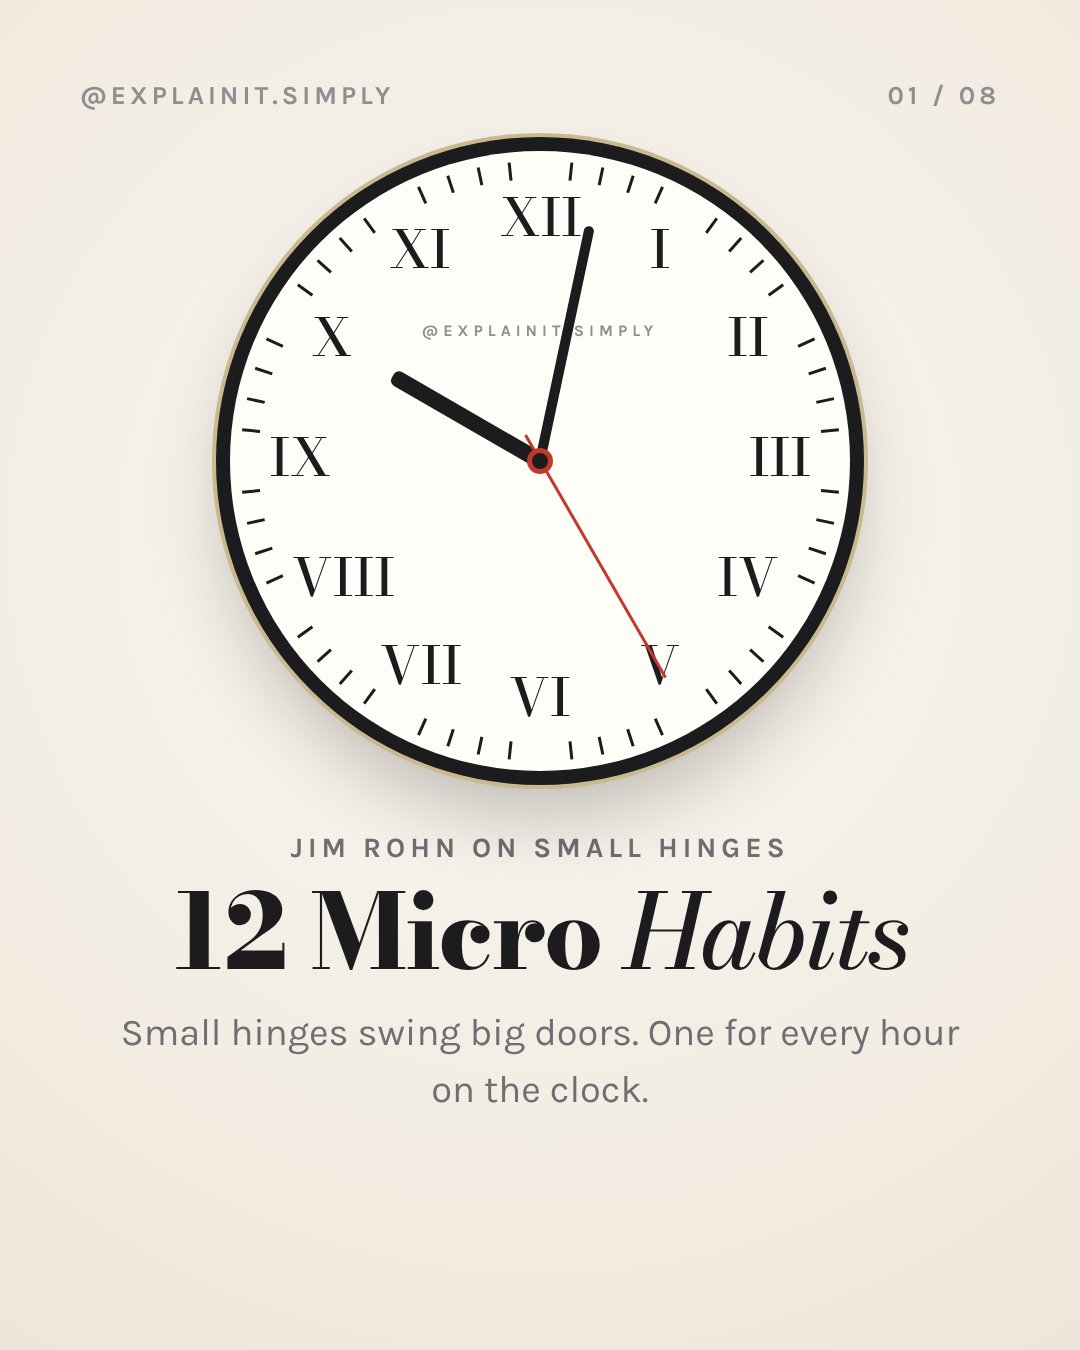 @EXPLAINIT.SIMPLY
01 / 08
XII
XI
I
X
@EXPLAINIT.SIMPLY
II
IX
III
VIII
IV
VII
V
VI
JIM ROHN ON SMALL HINGES
12 Micro Habits
Small hinges swing big doors. One for every hour
on the clock.